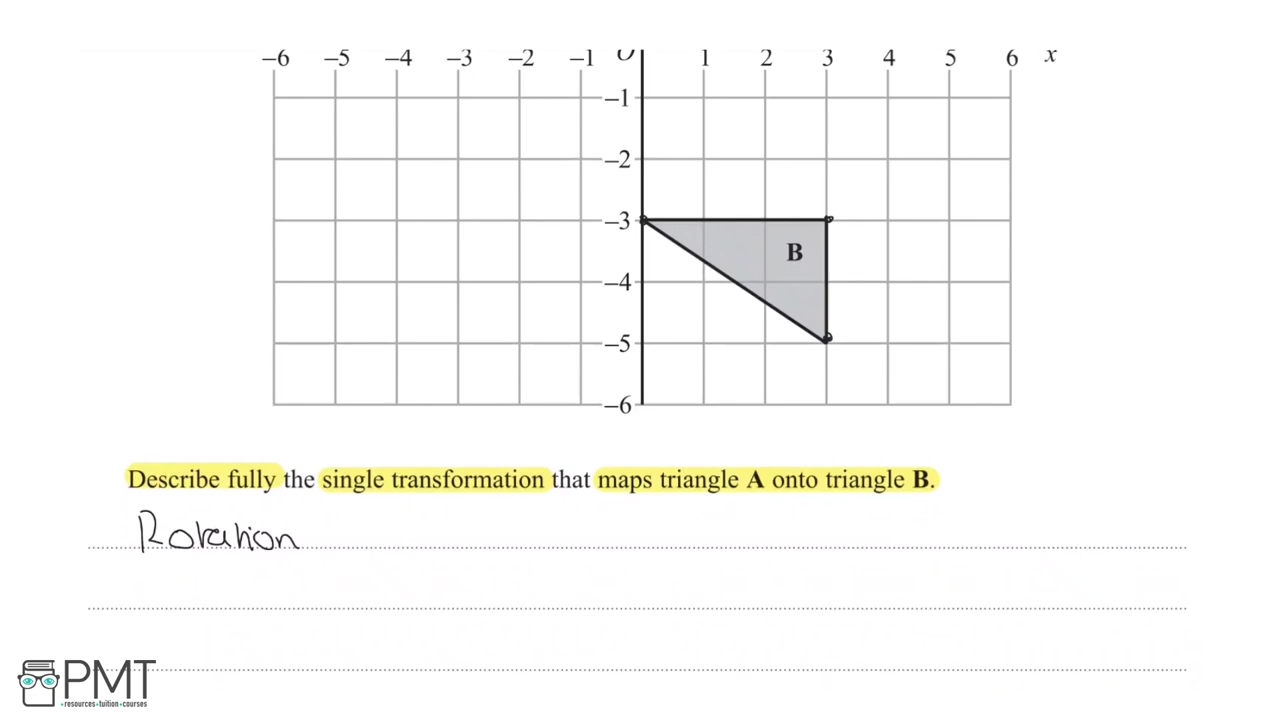 −6 −5 −4 −3 −2 −1 O 1 2 3 4 5 6 x
−1
−2
−3
B
−4
−5
−6
Describe fully the single transformation that maps triangle A onto triangle B.
Rotation
PMT
•resources•tuition•courses